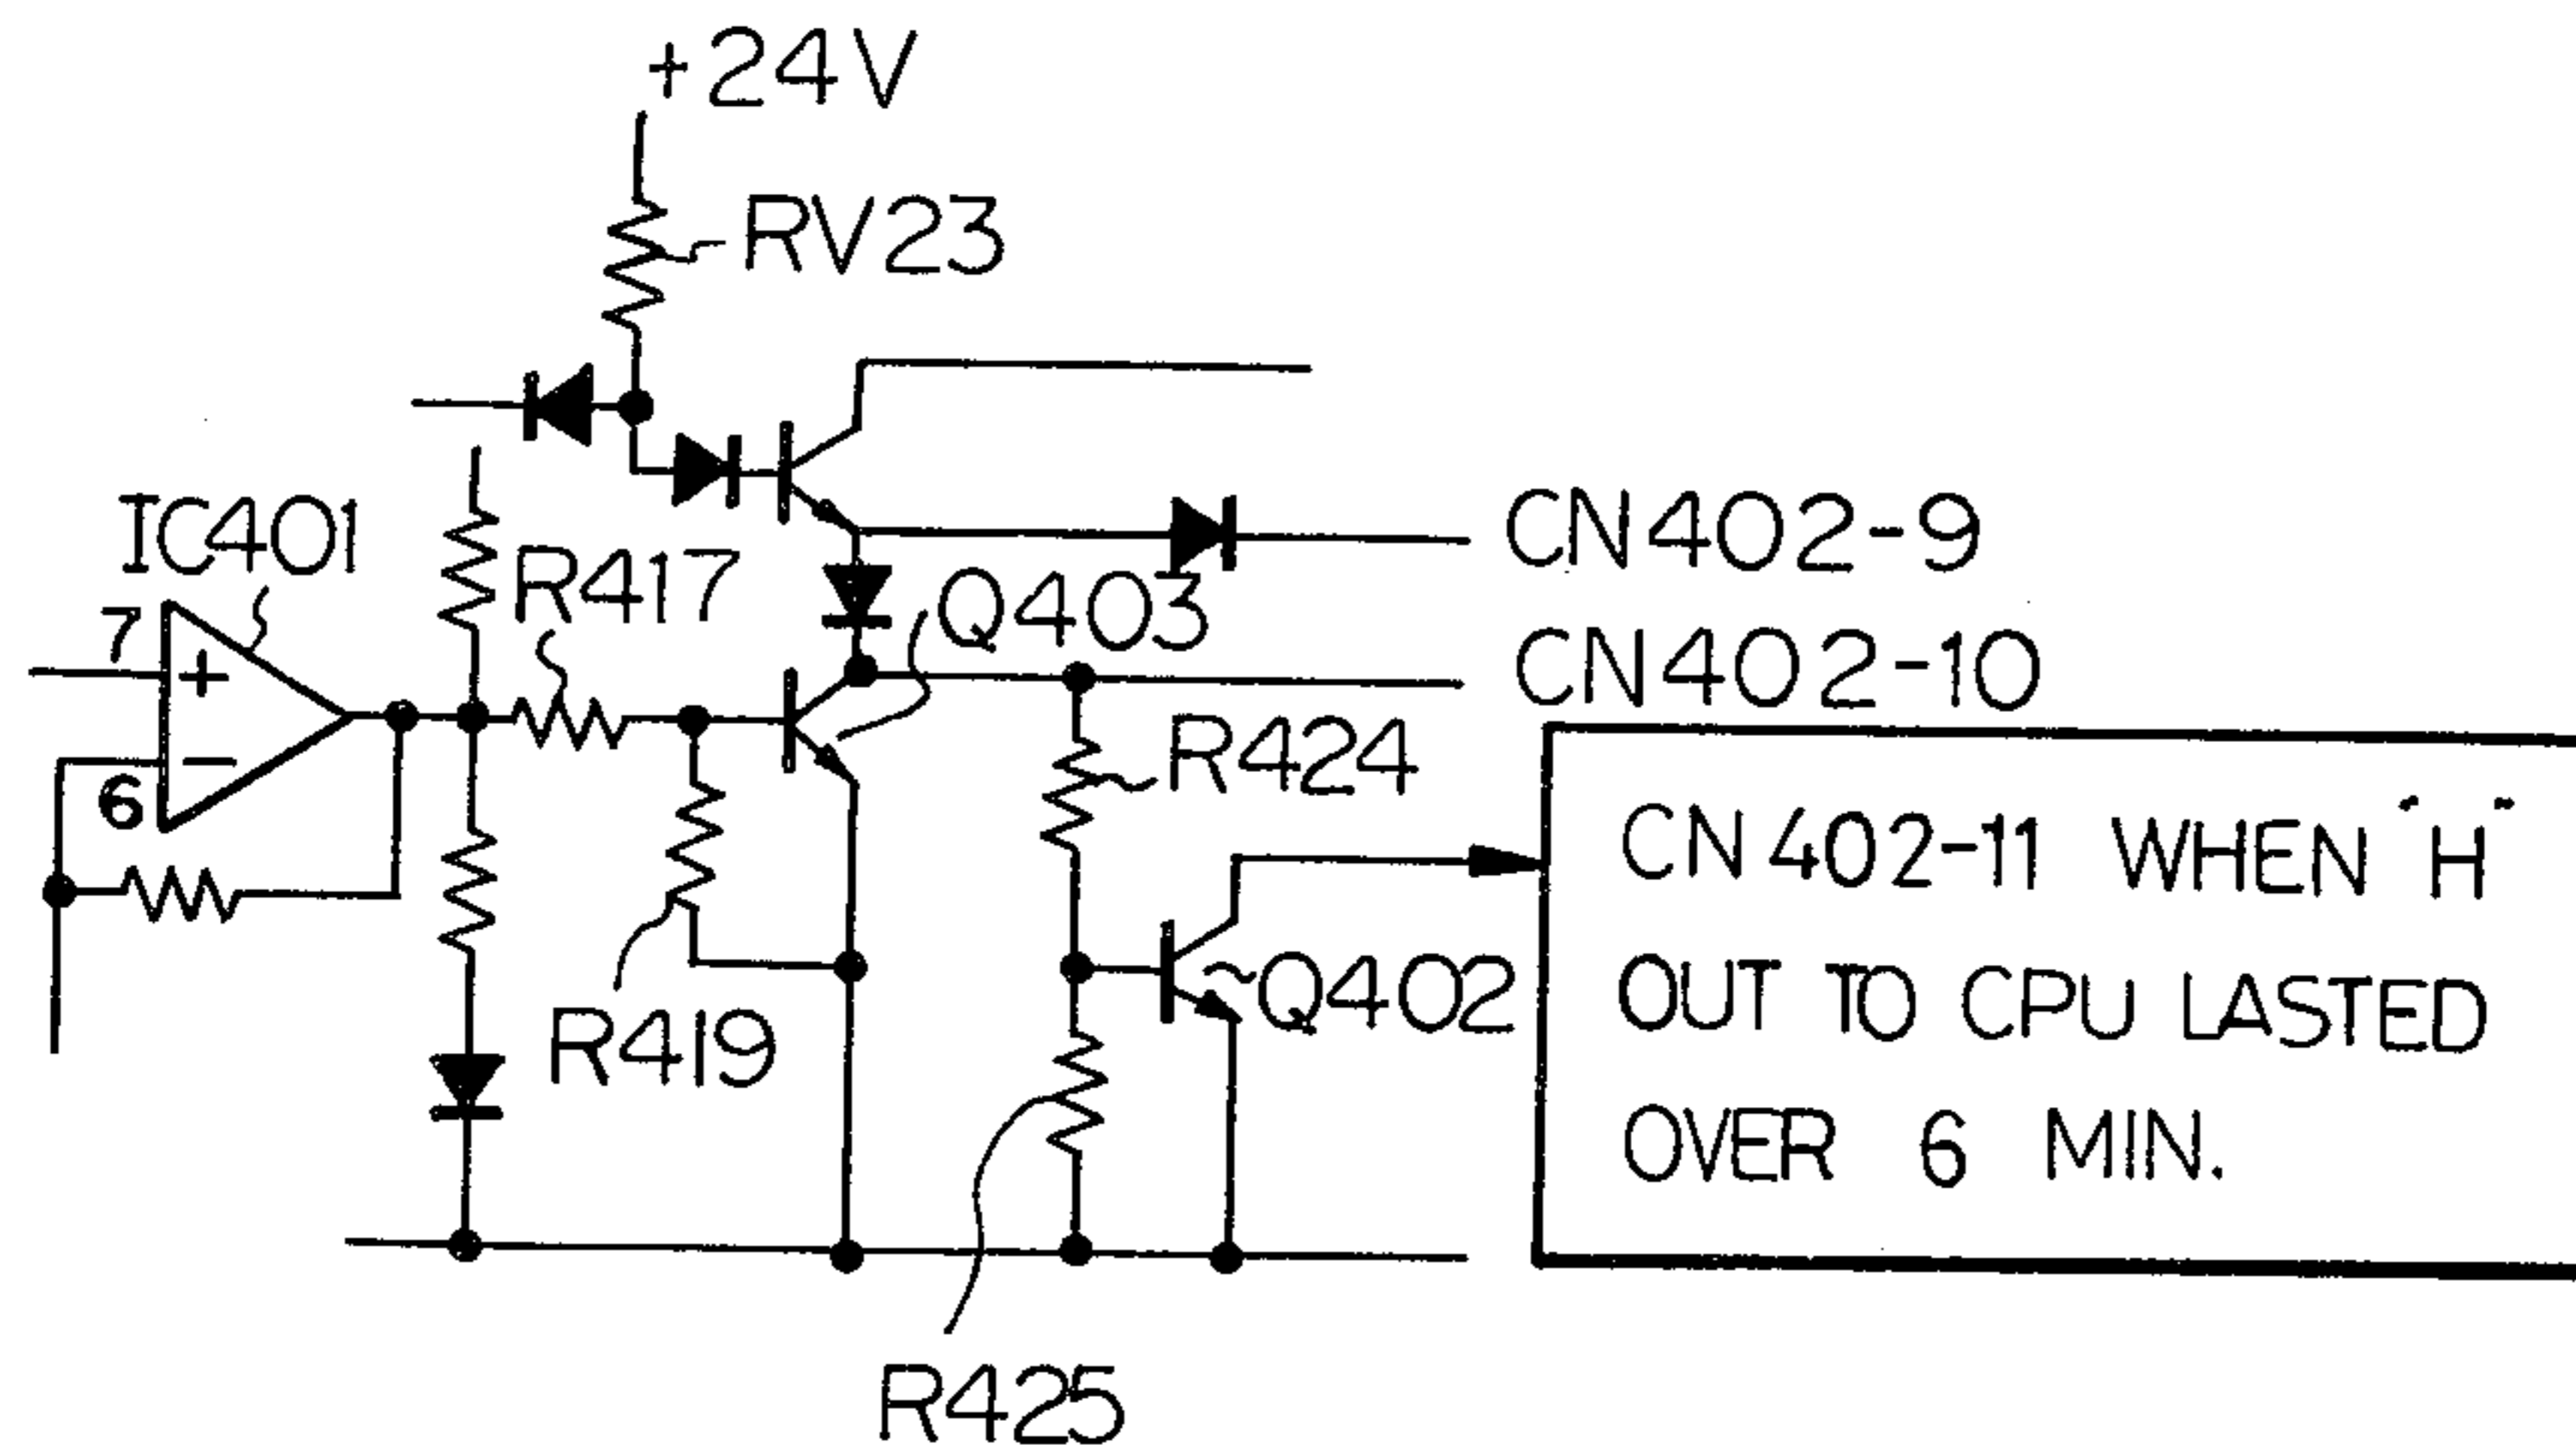 +24V
RV23
IC401
7
+
−
6
R417
Q403
CN402-9
CN402-10
R424
R419
Q402
R425
CN402-11 WHEN "H"
OUT TO CPU LASTED
OVER 6 MIN.